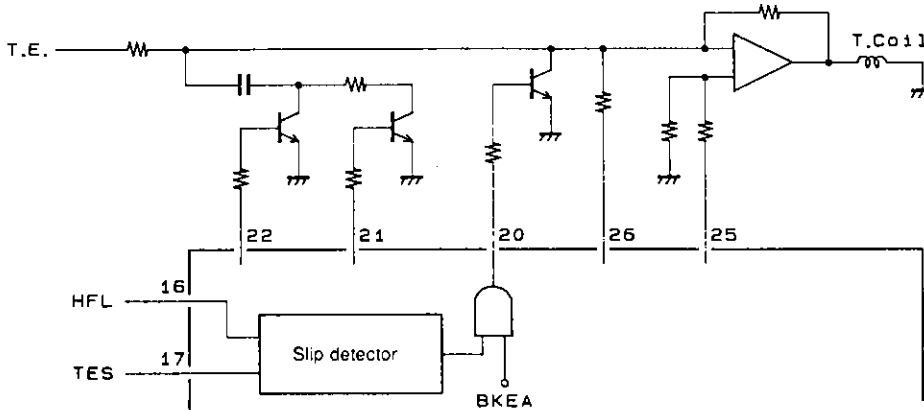 T.E.
T.Coil
22
21
20
26
25
HFL
16
TES
17
Slip detector
BKEA